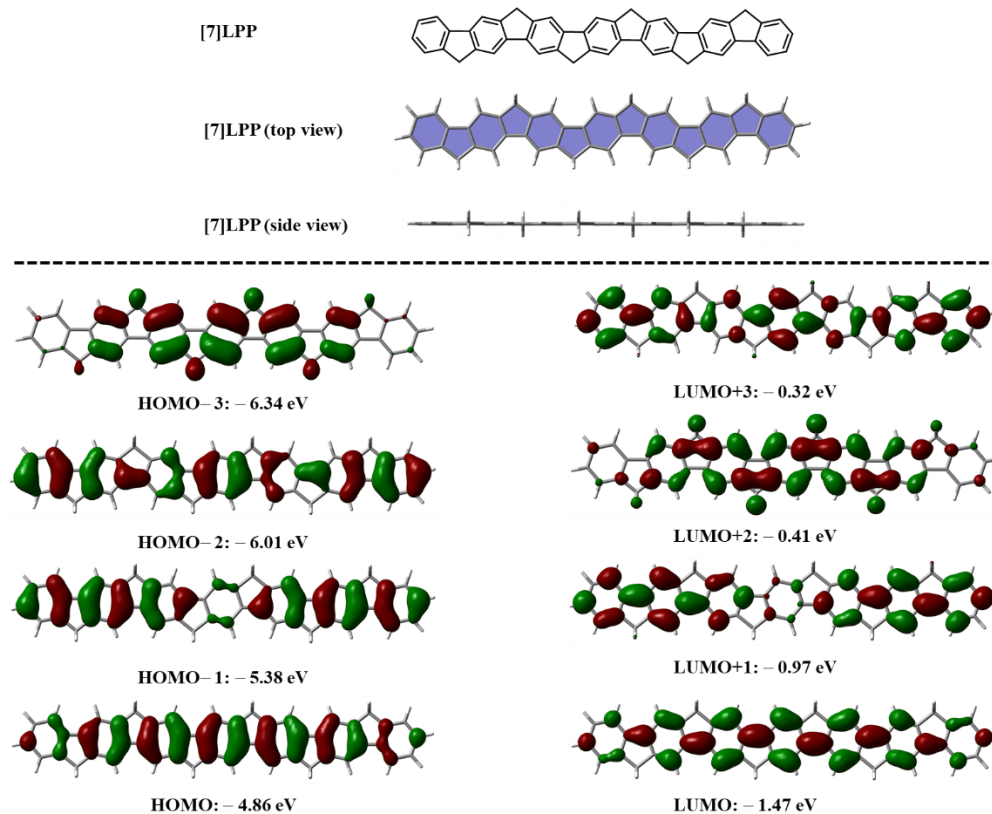 [7]LPP
[7]LPP (top view)
[7]LPP (side view)
HOMO– 3: – 6.34 eV
LUMO+3: – 0.32 eV
HOMO– 2: – 6.01 eV
LUMO+2: – 0.41 eV
HOMO– 1: – 5.38 eV
LUMO+1: – 0.97 eV
HOMO: – 4.86 eV
LUMO: – 1.47 eV